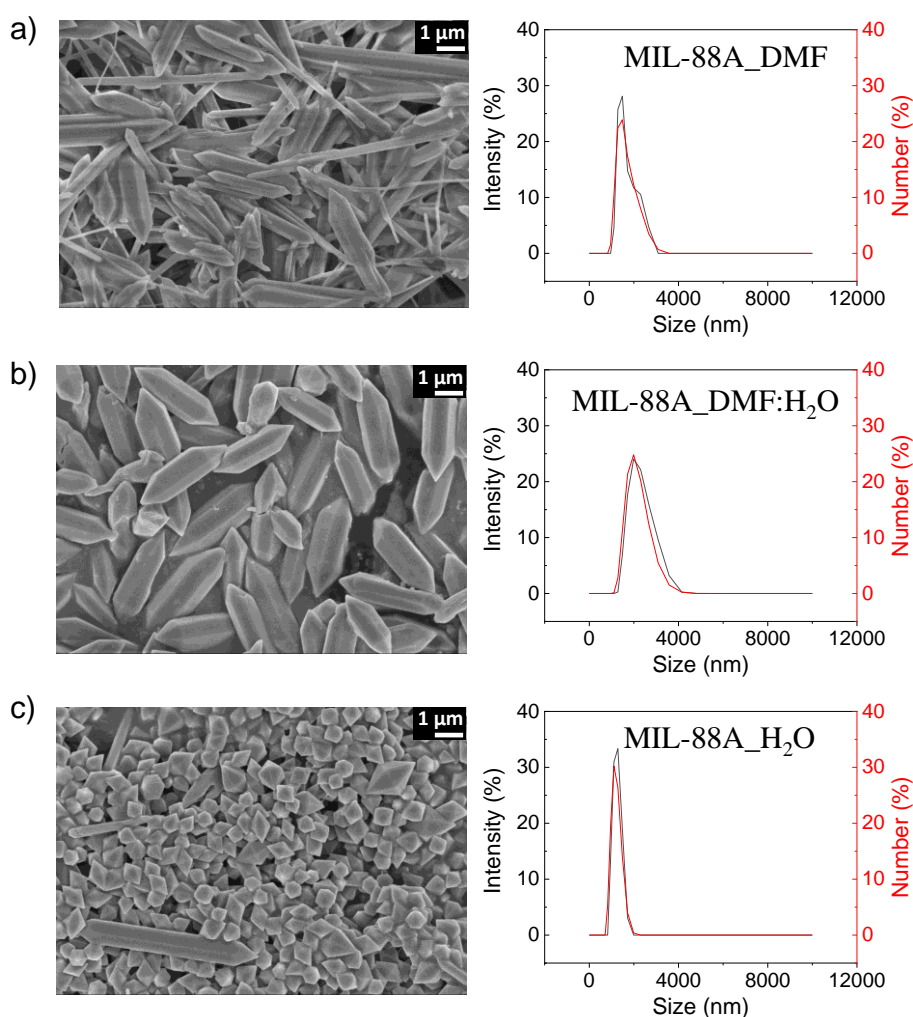 a)
1 µm
MIL-88A_DMF
Intensity (%)
40
30
20
10
0
40
30
20
10
0
Number (%)
0 4000 8000 12000
Size (nm)
b)
1 µm
MIL-88A_DMF:H₂O
Intensity (%)
40
30
20
10
0
40
30
20
10
0
Number (%)
0 4000 8000 12000
Size (nm)
c)
1 µm
MIL-88A_H₂O
Intensity (%)
40
30
20
10
0
40
30
20
10
0
Number (%)
0 4000 8000 12000
Size (nm)